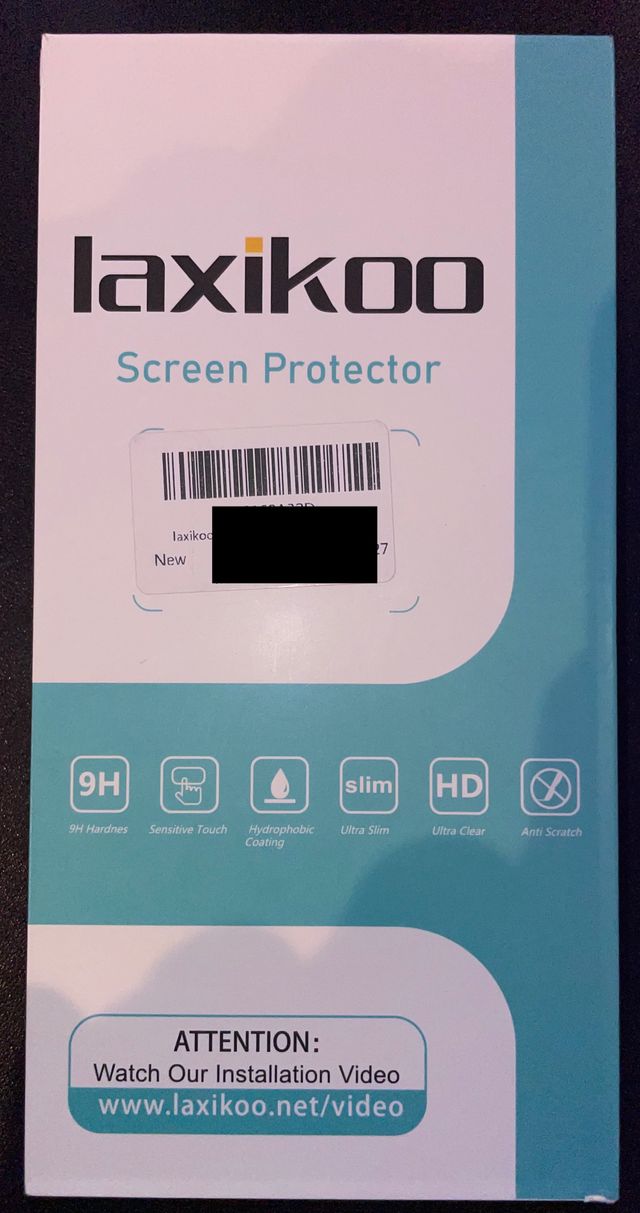 laxikoo
Screen Protector
laxikoo
27
New
9H
slim
HD
9H Hardnes
Sensitive Touch
Hydrophobic
Coating
Ultra Slim
Ultra Clear
Anti Scratch
ATTENTION:
Watch Our Installation Video
www.laxikoo.net/video